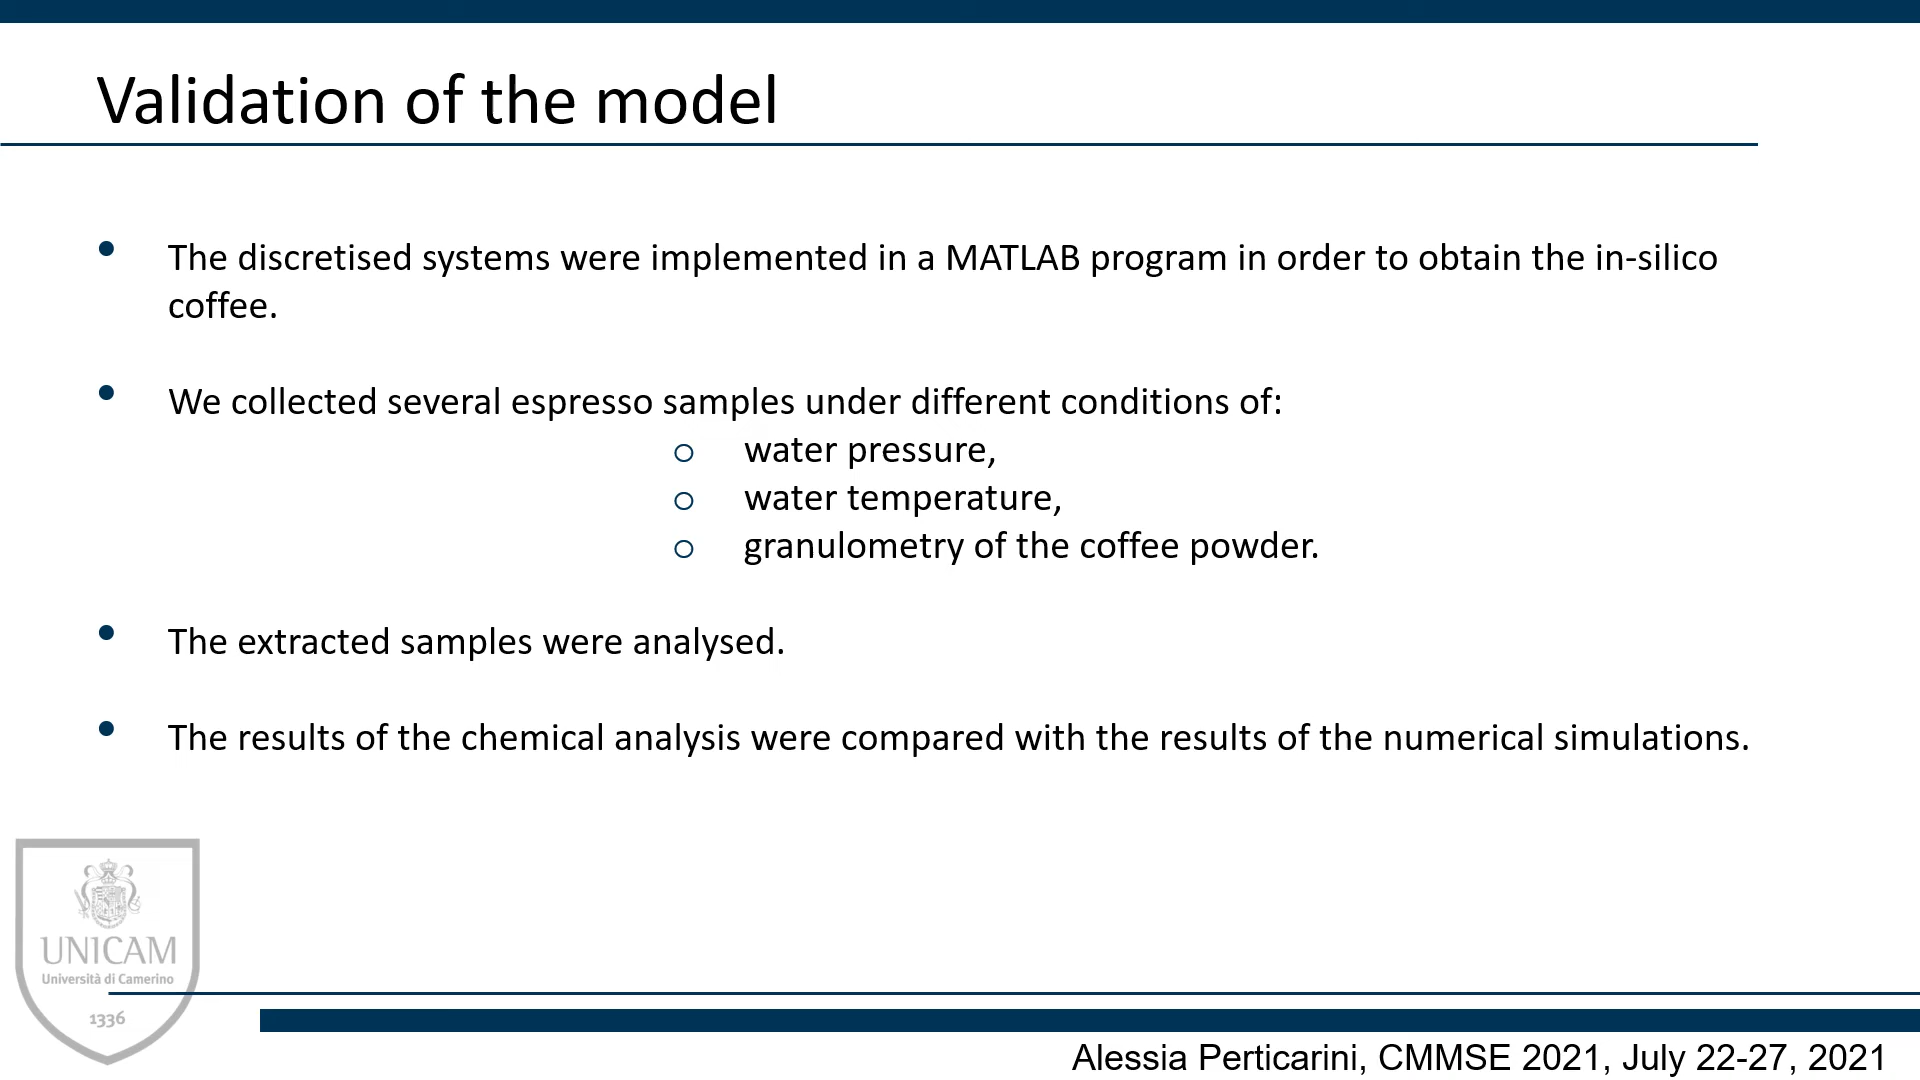 Validation of the model
• The discretised systems were implemented in a MATLAB program in order to obtain the in-silico
coffee.
• We collected several espresso samples under different conditions of:
o water pressure,
o water temperature,
o granulometry of the coffee powder.
• The extracted samples were analysed.
• The results of the chemical analysis were compared with the results of the numerical simulations.
UNICAM
Università di Camerino
1336
Alessia Perticarini, CMMSE 2021, July 22-27, 2021